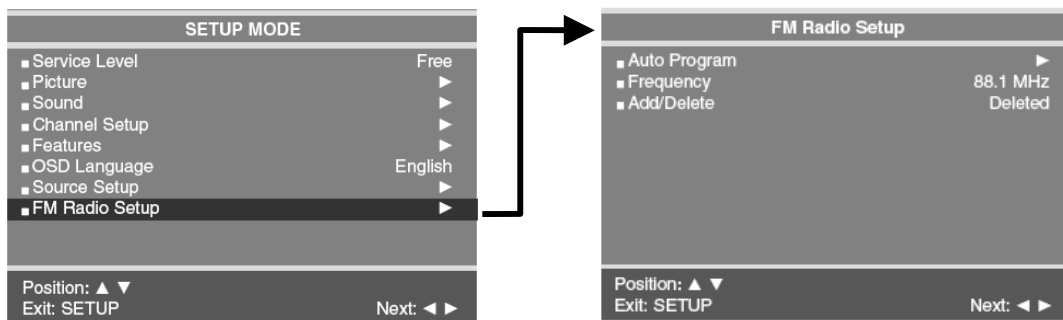 SETUP MODE
■ Service Level Free
■ Picture ►
■ Sound ►
■ Channel Setup ►
■ Features ►
■ OSD Language English
■ Source Setup ►
■ FM Radio Setup ►
Position: ▲ ▼
Exit: SETUP Next: ◄ ►
FM Radio Setup
■ Auto Program ►
■ Frequency 88.1 MHz
■ Add/Delete Deleted
Position: ▲ ▼
Exit: SETUP Next: ◄ ►